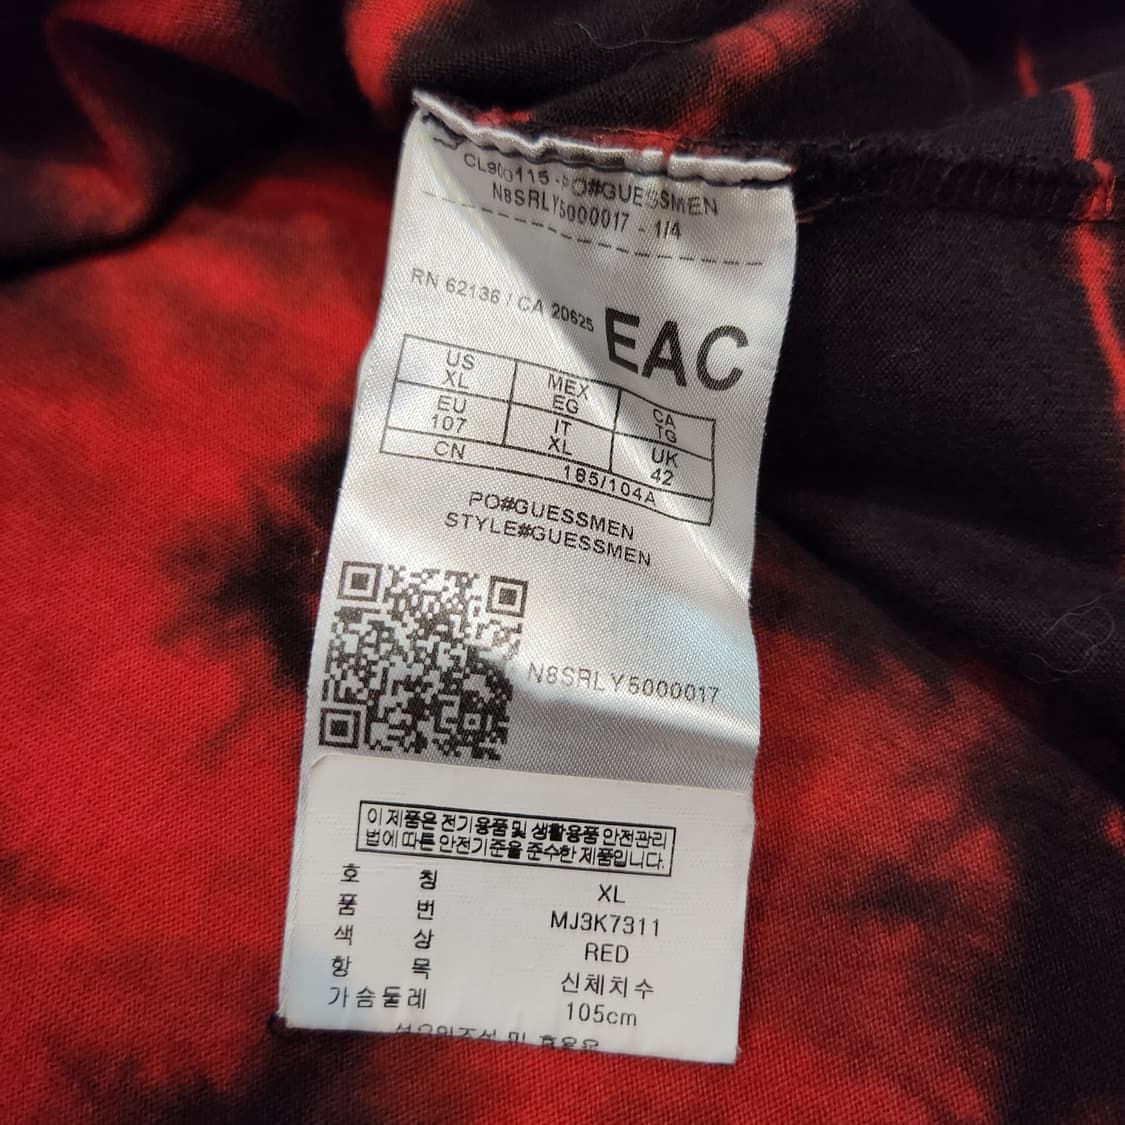 CL900115 -PO#GUESSMEN
N8SRLY5000017 - 1/4
RN 62136 / CA 20625
EAC
US XL
MEX EG
CA TG
EU 107
IT XL
UK 42
CN 185/104A
PO#GUESSMEN
STYLE#GUESSMEN
N8SRLY5000017
이 제품은 전기용품 및 생활용품 안전관리
법에 따른 안전기준을 준수한 제품입니다.
호 칭 XL
품 번 MJ3K7311
색 상 RED
항 목 신체치수
가슴둘레 105cm